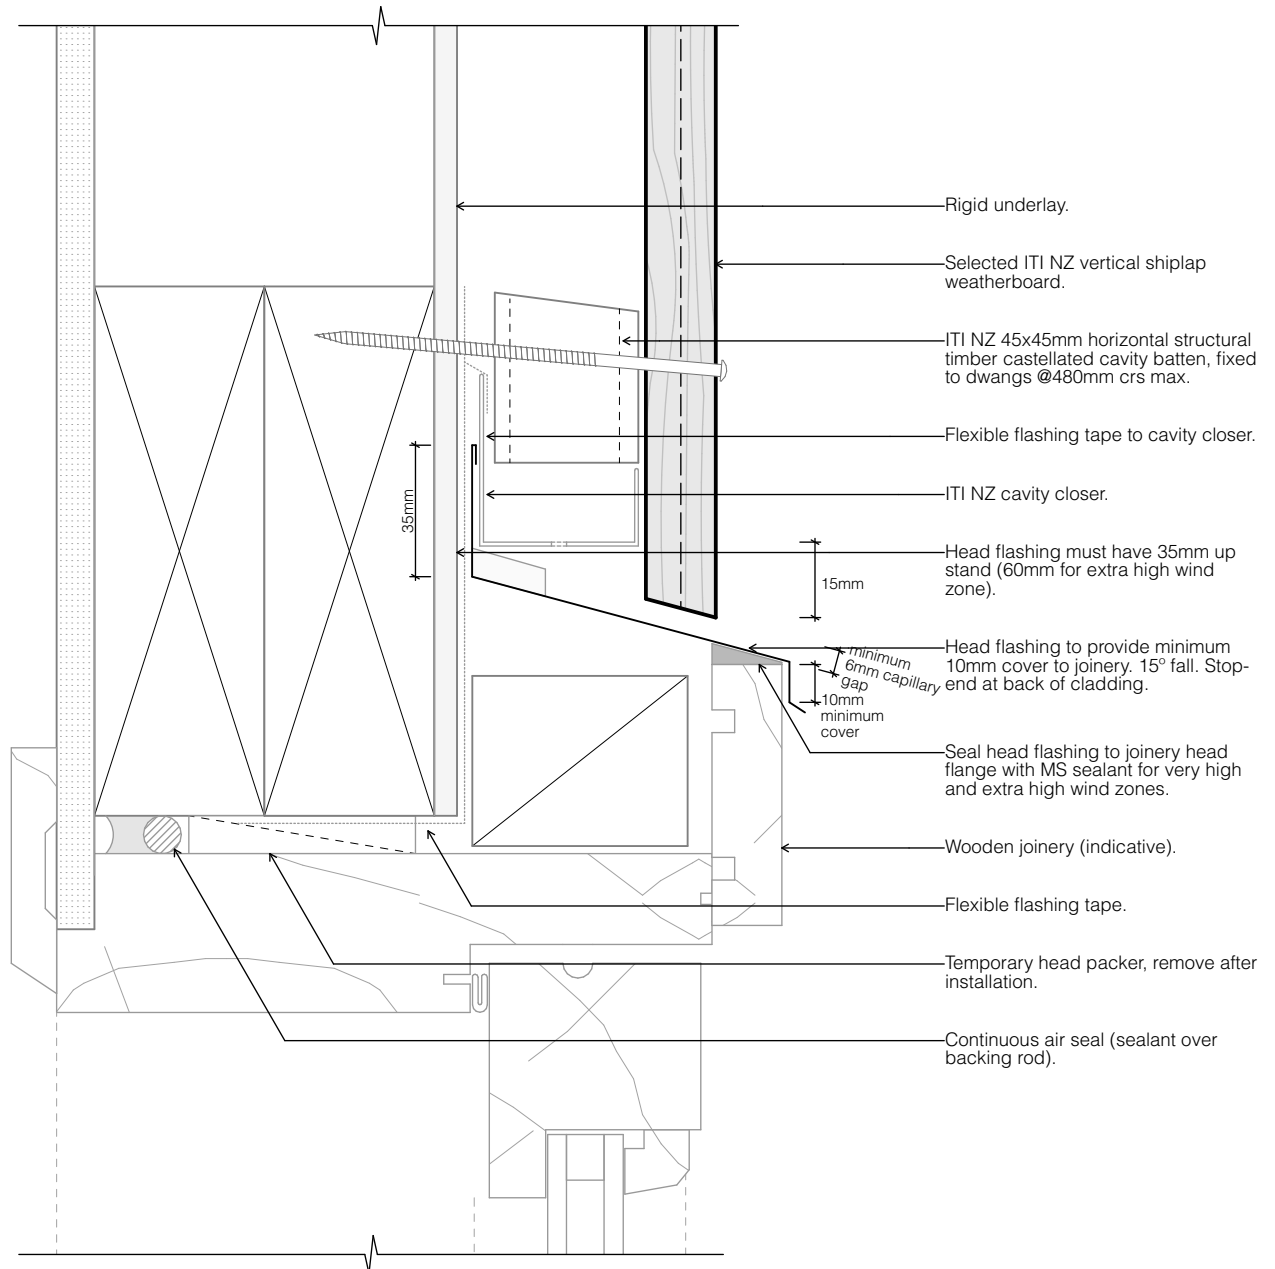 Rigid underlay.
Selected ITI NZ vertical shiplap
weatherboard.
ITI NZ 45x45mm horizontal structural
timber castellated cavity batten, fixed
to dwangs @480mm crs max.
Flexible flashing tape to cavity closer.
35mm
ITI NZ cavity closer.
Head flashing must have 35mm up
stand (60mm for extra high wind
zone).
15mm
Head flashing to provide minimum
10mm cover to joinery. 15º fall. Stop-
end at back of cladding.
minimum
6mm capillary
gap
10mm
minimum
cover
Seal head flashing to joinery head
flange with MS sealant for very high
and extra high wind zones.
Wooden joinery (indicative).
Flexible flashing tape.
Temporary head packer, remove after
installation.
Continuous air seal (sealant over
backing rod).